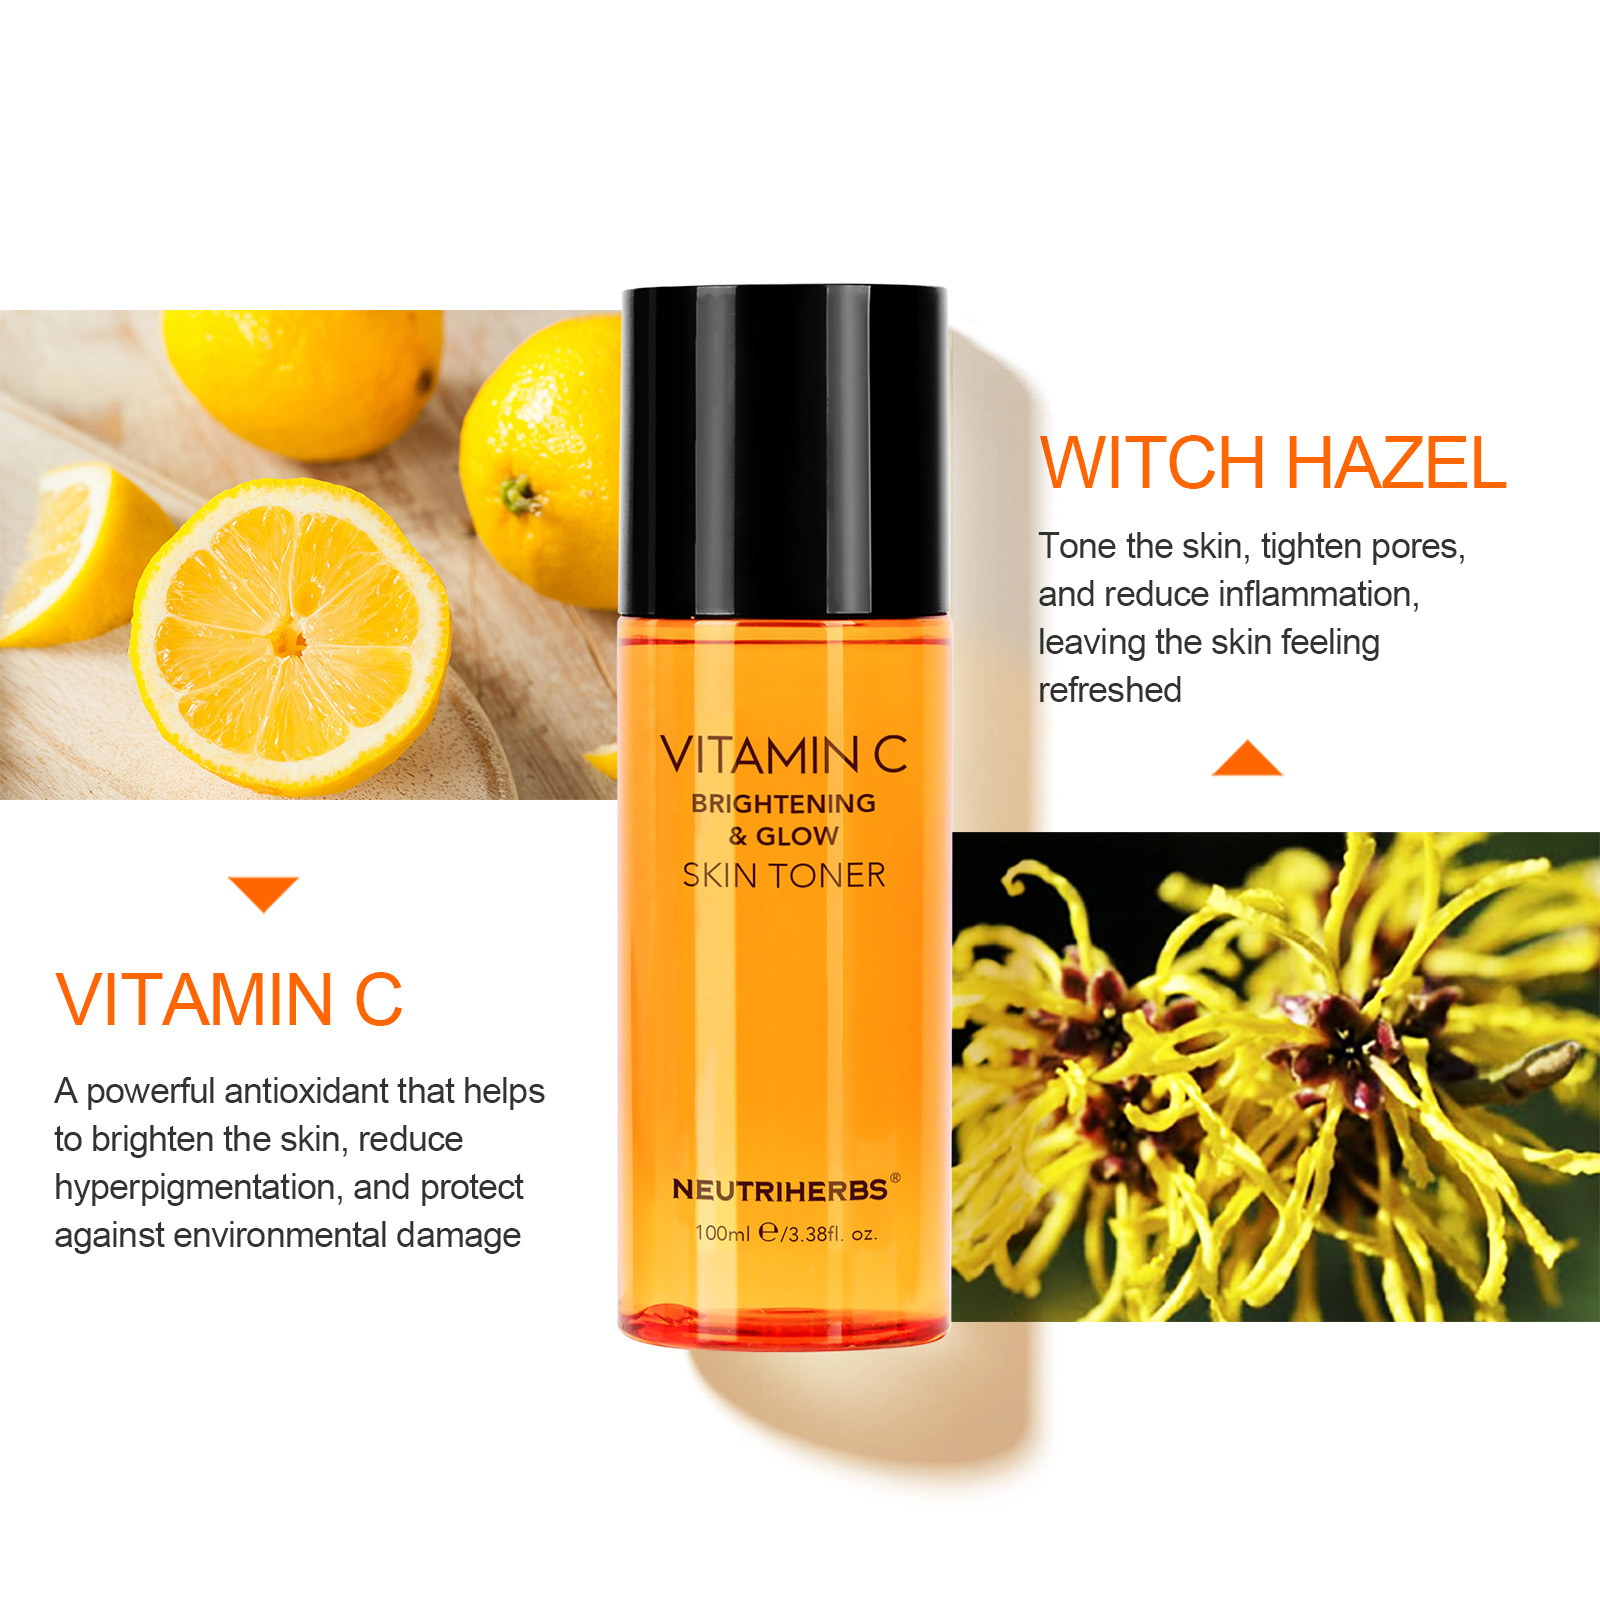 WITCH HAZEL
Tone the skin, tighten pores,
and reduce inflammation,
leaving the skin feeling
refreshed
VITAMIN C
BRIGHTENING
& GLOW
SKIN TONER
NEUTRIHERBS®
100ml ℮/3.38fl. oz.
VITAMIN C
A powerful antioxidant that helps
to brighten the skin, reduce
hyperpigmentation, and protect
against environmental damage